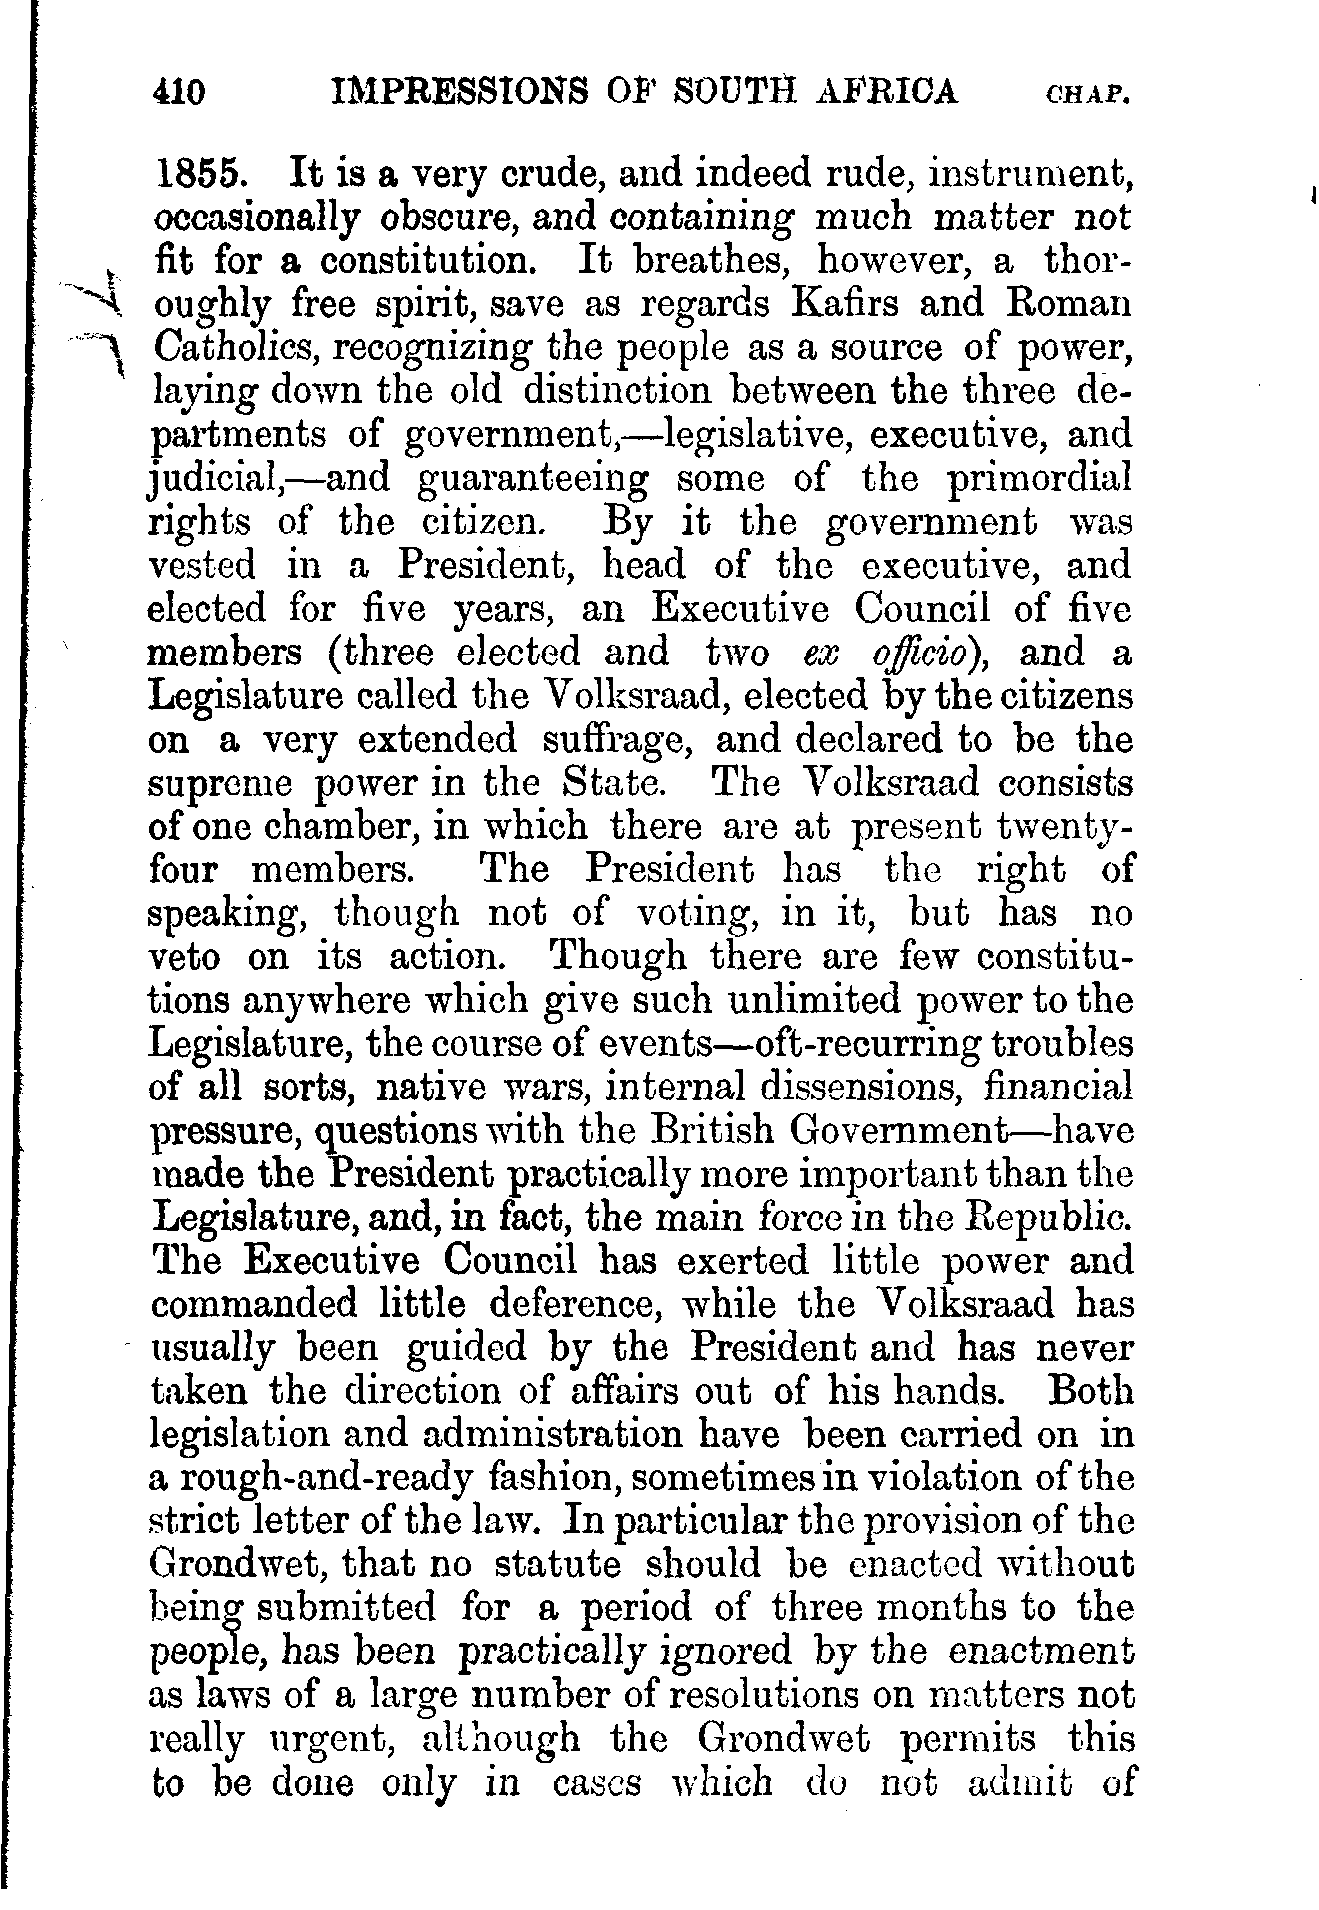 410 IMPRESSIONS OF SOUTH AFRICA CHAP.
1855. It is a very crude, and indeed rude, instrument,
occasionally obscure, and containing much matter not
fit for a constitution. It breathes, however, a thor-
oughly free spirit, save as regards Kafirs and Roman
Catholics, recognizing the people as a source of power,
laying down the old distinction between the three de-
partments of government,—legislative, executive, and
judicial,—and guaranteeing some of the primordial
rights of the citizen. By it the government was
vested in a President, head of the executive, and
elected for five years, an Executive Council of five
members (three elected and two ex officio), and a
Legislature called the Volksraad, elected by the citizens
on a very extended suffrage, and declared to be the
supreme power in the State. The Volksraad consists
of one chamber, in which there are at present twenty-
four members. The President has the right of
speaking, though not of voting, in it, but has no
veto on its action. Though there are few constitu-
tions anywhere which give such unlimited power to the
Legislature, the course of events—oft-recurring troubles
of all sorts, native wars, internal dissensions, financial
pressure, questions with the British Government—have
made the President practically more important than the
Legislature, and, in fact, the main force in the Republic.
The Executive Council has exerted little power and
commanded little deference, while the Volksraad has
usually been guided by the President and has never
taken the direction of affairs out of his hands. Both
legislation and administration have been carried on in
a rough-and-ready fashion, sometimes in violation of the
strict letter of the law. In particular the provision of the
Grondwet, that no statute should be enacted without
being submitted for a period of three months to the
people, has been practically ignored by the enactment
as laws of a large number of resolutions on matters not
really urgent, although the Grondwet permits this
to be done only in cases which do not admit of